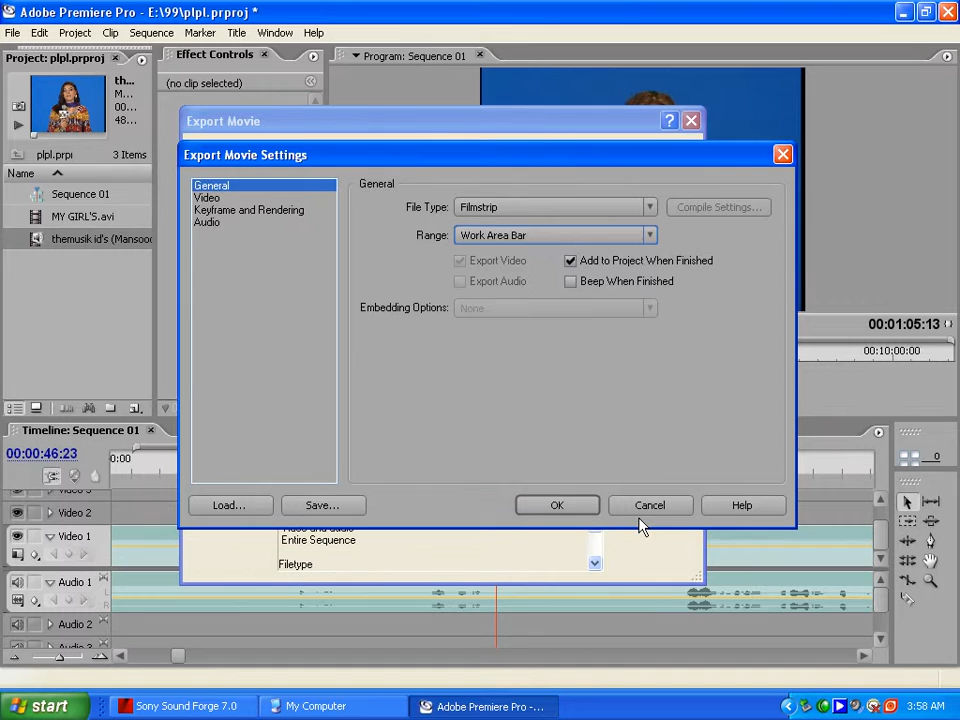 Adobe Premiere Pro - E:\99\plpl.prproj *
File Edit Project Clip Sequence Marker Title Window Help
Project: plpl.prproj
Effect Controls
Program: Sequence 01
th...
M...
00...
48...
(no clip selected)
plpl.prpı 3 Items
Name
Sequence 01
MY GIRL'S.avi
themusik id's (Mansoo
Export Movie
Export Movie Settings
General
Video
Keyframe and Rendering
Audio
General
File Type: Filmstrip Compile Settings...
Range: Work Area Bar
Export Video Add to Project When Finished
Export Audio Beep When Finished
Embedding Options: None
Load... Save... OK Cancel Help
Entire Sequence
Filetype
00:01:05:13
00:10:00:00
Timeline: Sequence 01
00:00:46:23
0:00
0
Video 2
Video 1
Audio 1
L
R
Audio 2
start
Sony Sound Forge 7.0
My Computer
Adobe Premiere Pro -...
3:58 AM